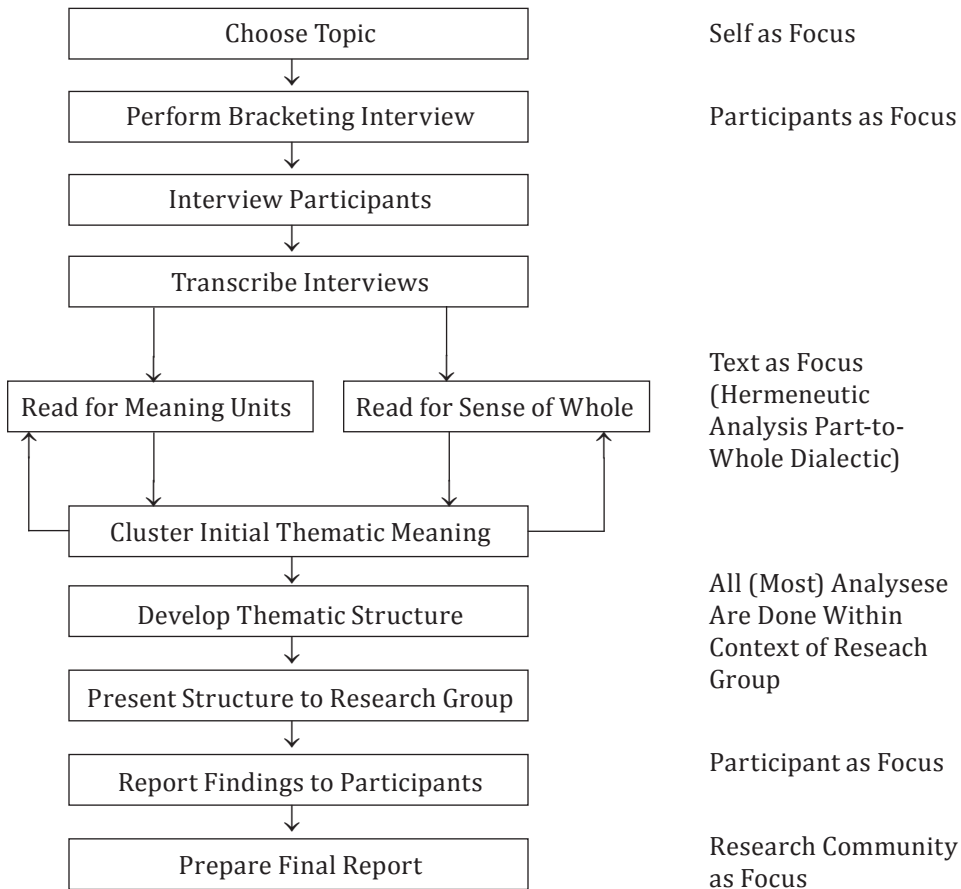 Choose Topic
Self as Focus
Perform Bracketing Interview
Participants as Focus
Interview Participants
Transcribe Interviews
Read for Meaning Units
Read for Sense of Whole
Text as Focus
(Hermeneutic
Analysis Part-to-
Whole Dialectic)
Cluster Initial Thematic Meaning
Develop Thematic Structure
All (Most) Analysese
Are Done Within
Context of Reseach
Group
Present Structure to Research Group
Report Findings to Participants
Participant as Focus
Prepare Final Report
Research Community
as Focus